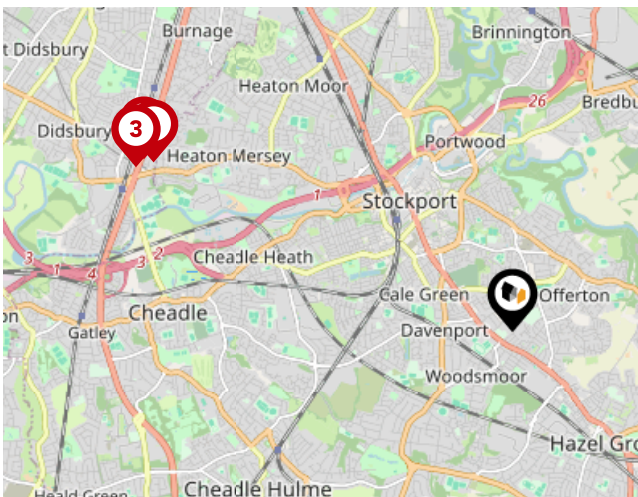 Burnage
Brinnington
t Didsbury
Heaton Moor
26
Bredbu
3
Didsbury
Portwood
Heaton Mersey
1
Stockport
3
1
4
3
2
Cheadle Heath
Cale Green
Offerton
on
Cheadle
Gatley
Davenport
Woodsmoor
Hazel Gro
Heald Green
Cheadle Hulme